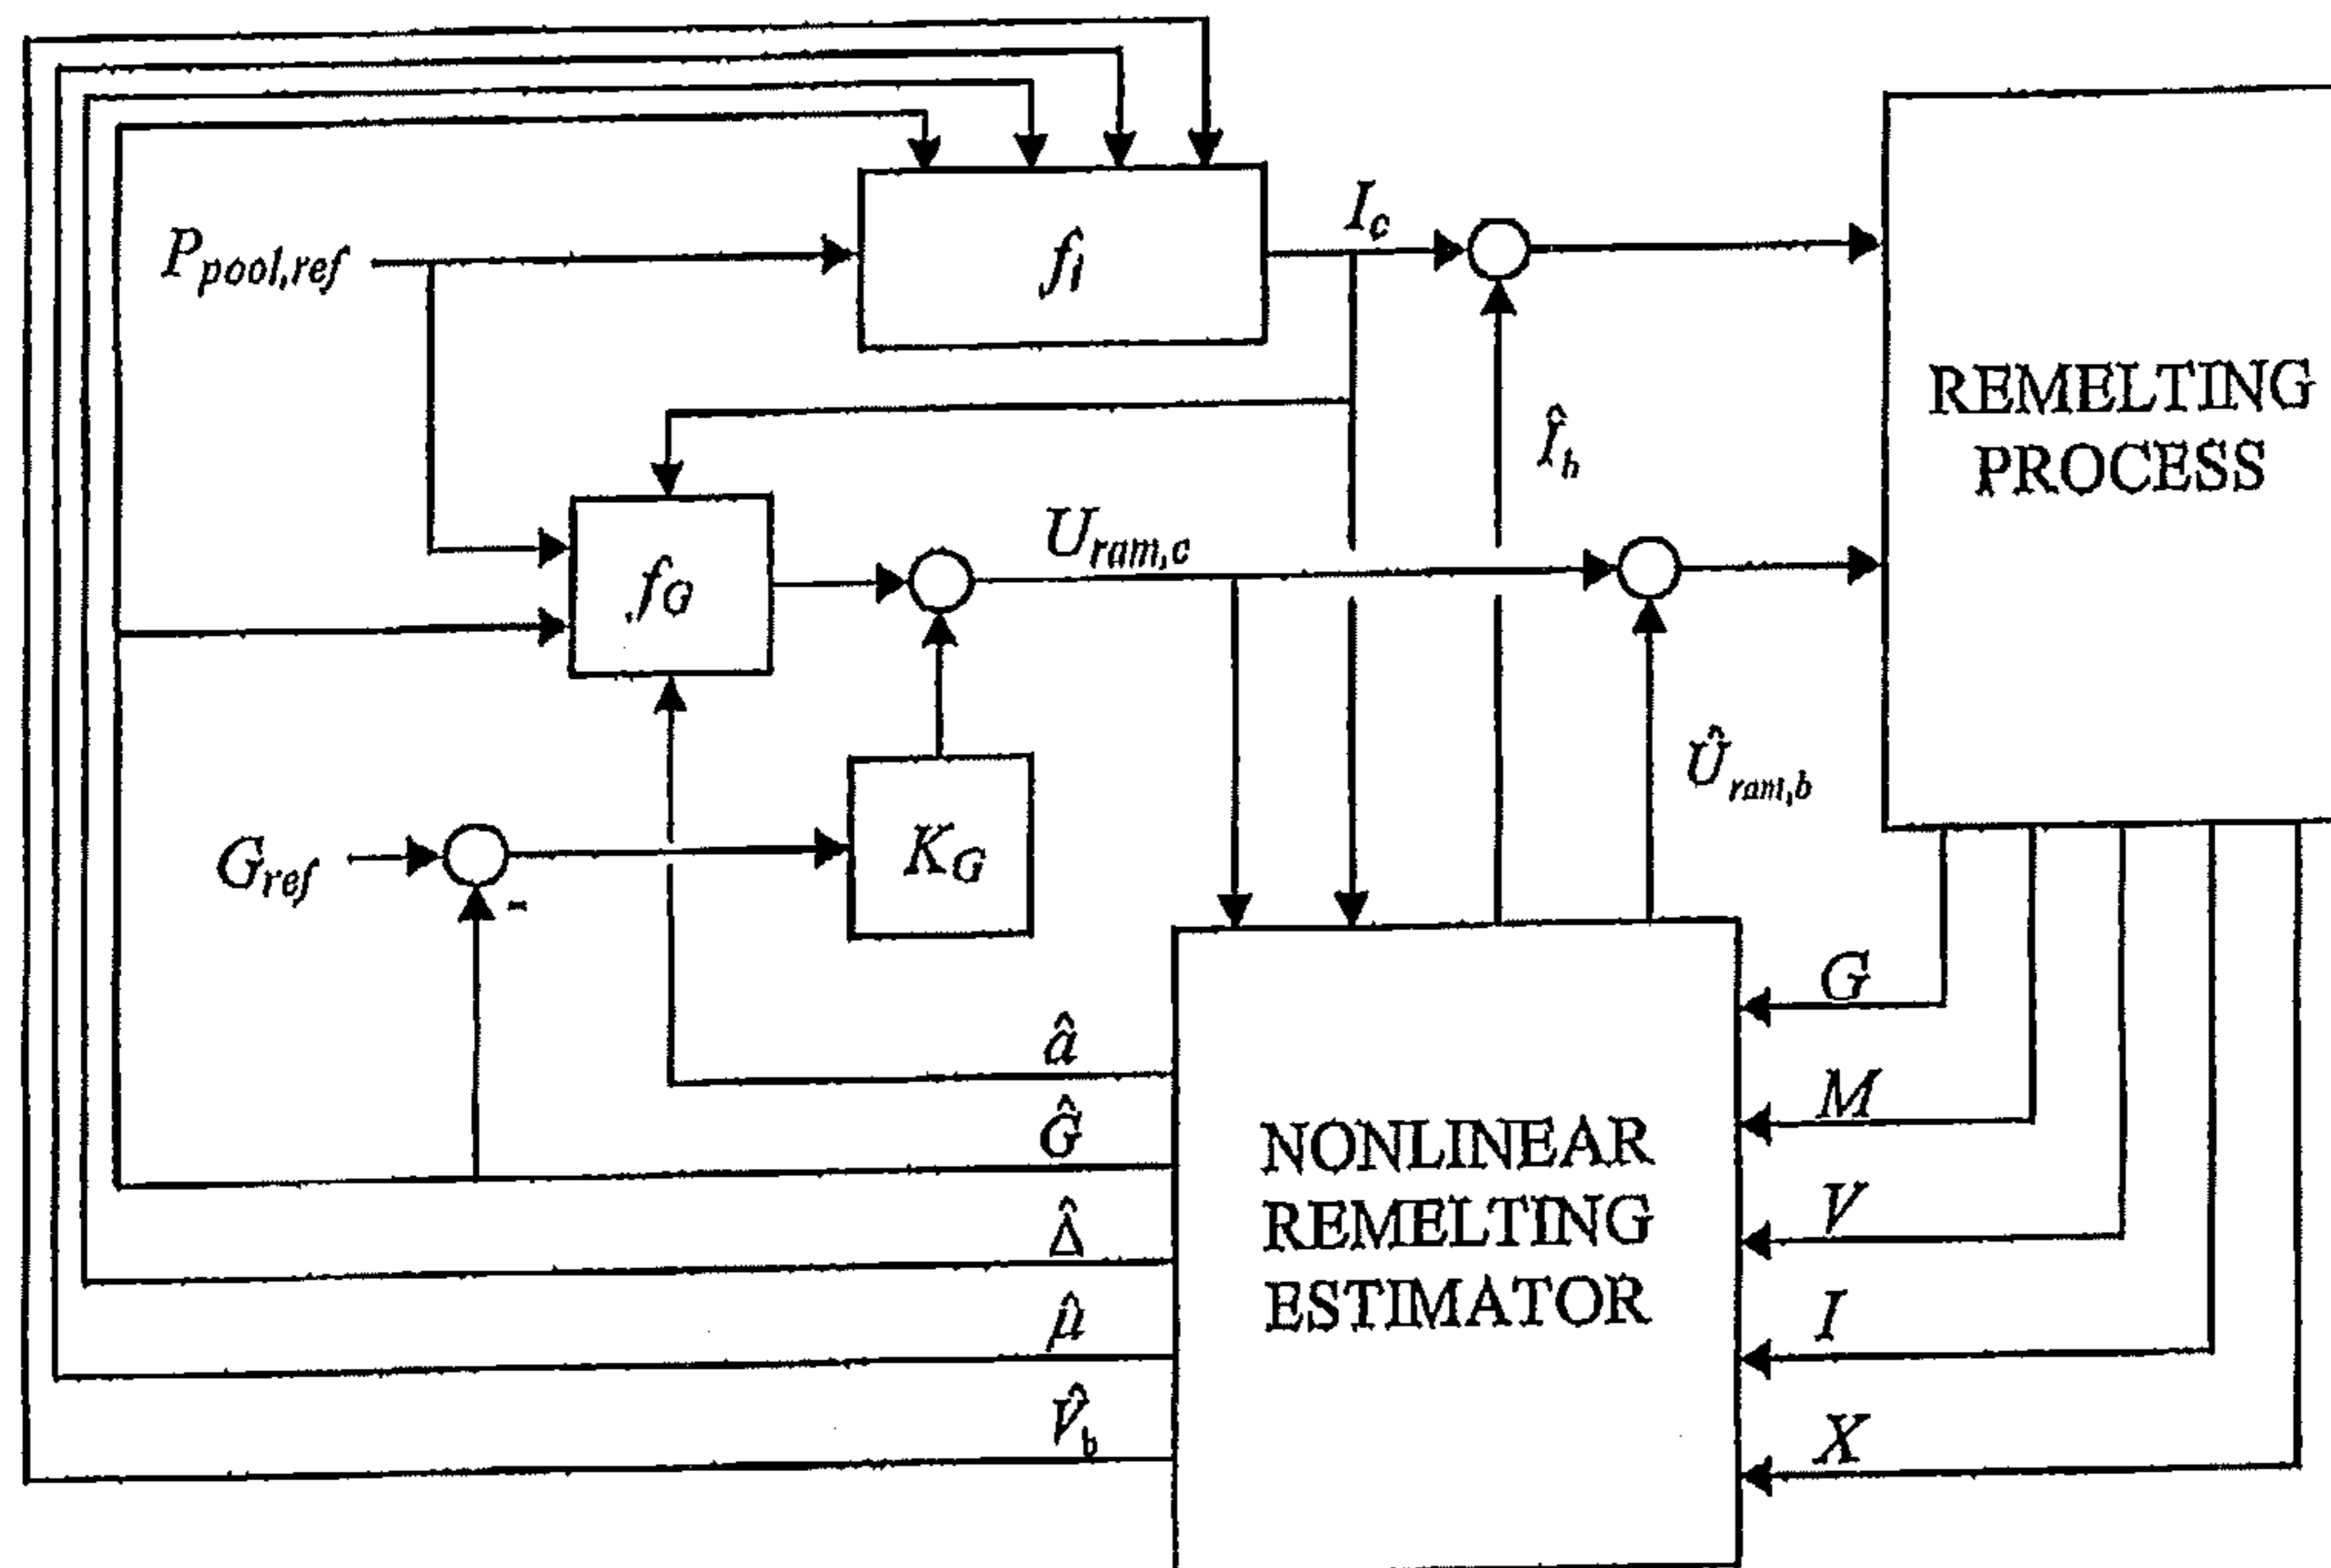 P_pool,ref
f_I
I_c
REMELTING
PROCESS
Î_b
f_G
U_ram,c
Û_ram,b
G_ref
-
K_G
G
â
M
Ĝ
NONLINEAR
REMELTING
ESTIMATOR
V
Δ̂
I
μ̂
X
V̂_b